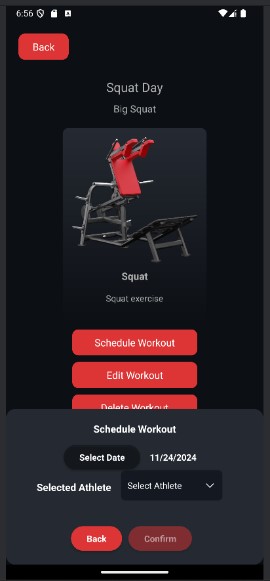 6:56
Back
Squat Day
Big Squat
Squat
Squat exercise
Schedule Workout
Edit Workout
Delete Workout
Schedule Workout
Select Date 11/24/2024
Selected Athlete Select Athlete
Back Confirm